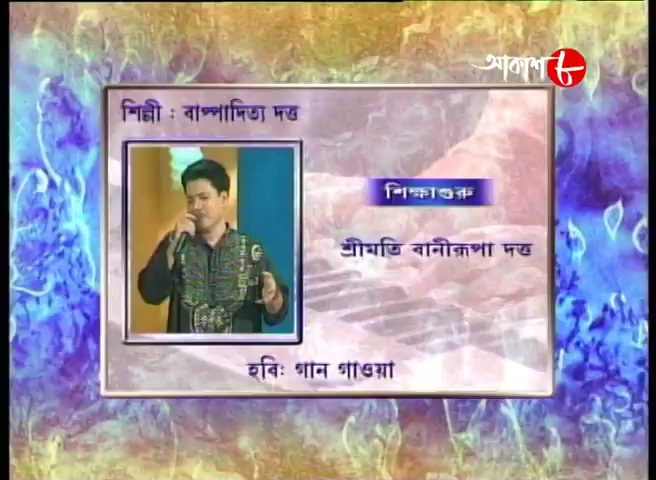 আকাশ ৮
শিল্পী : বাপ্পাদিত্য দত্ত
শিক্ষাগুরু
শ্রীমতি বানীরূপা দত্ত
হবি: গান গাওয়া